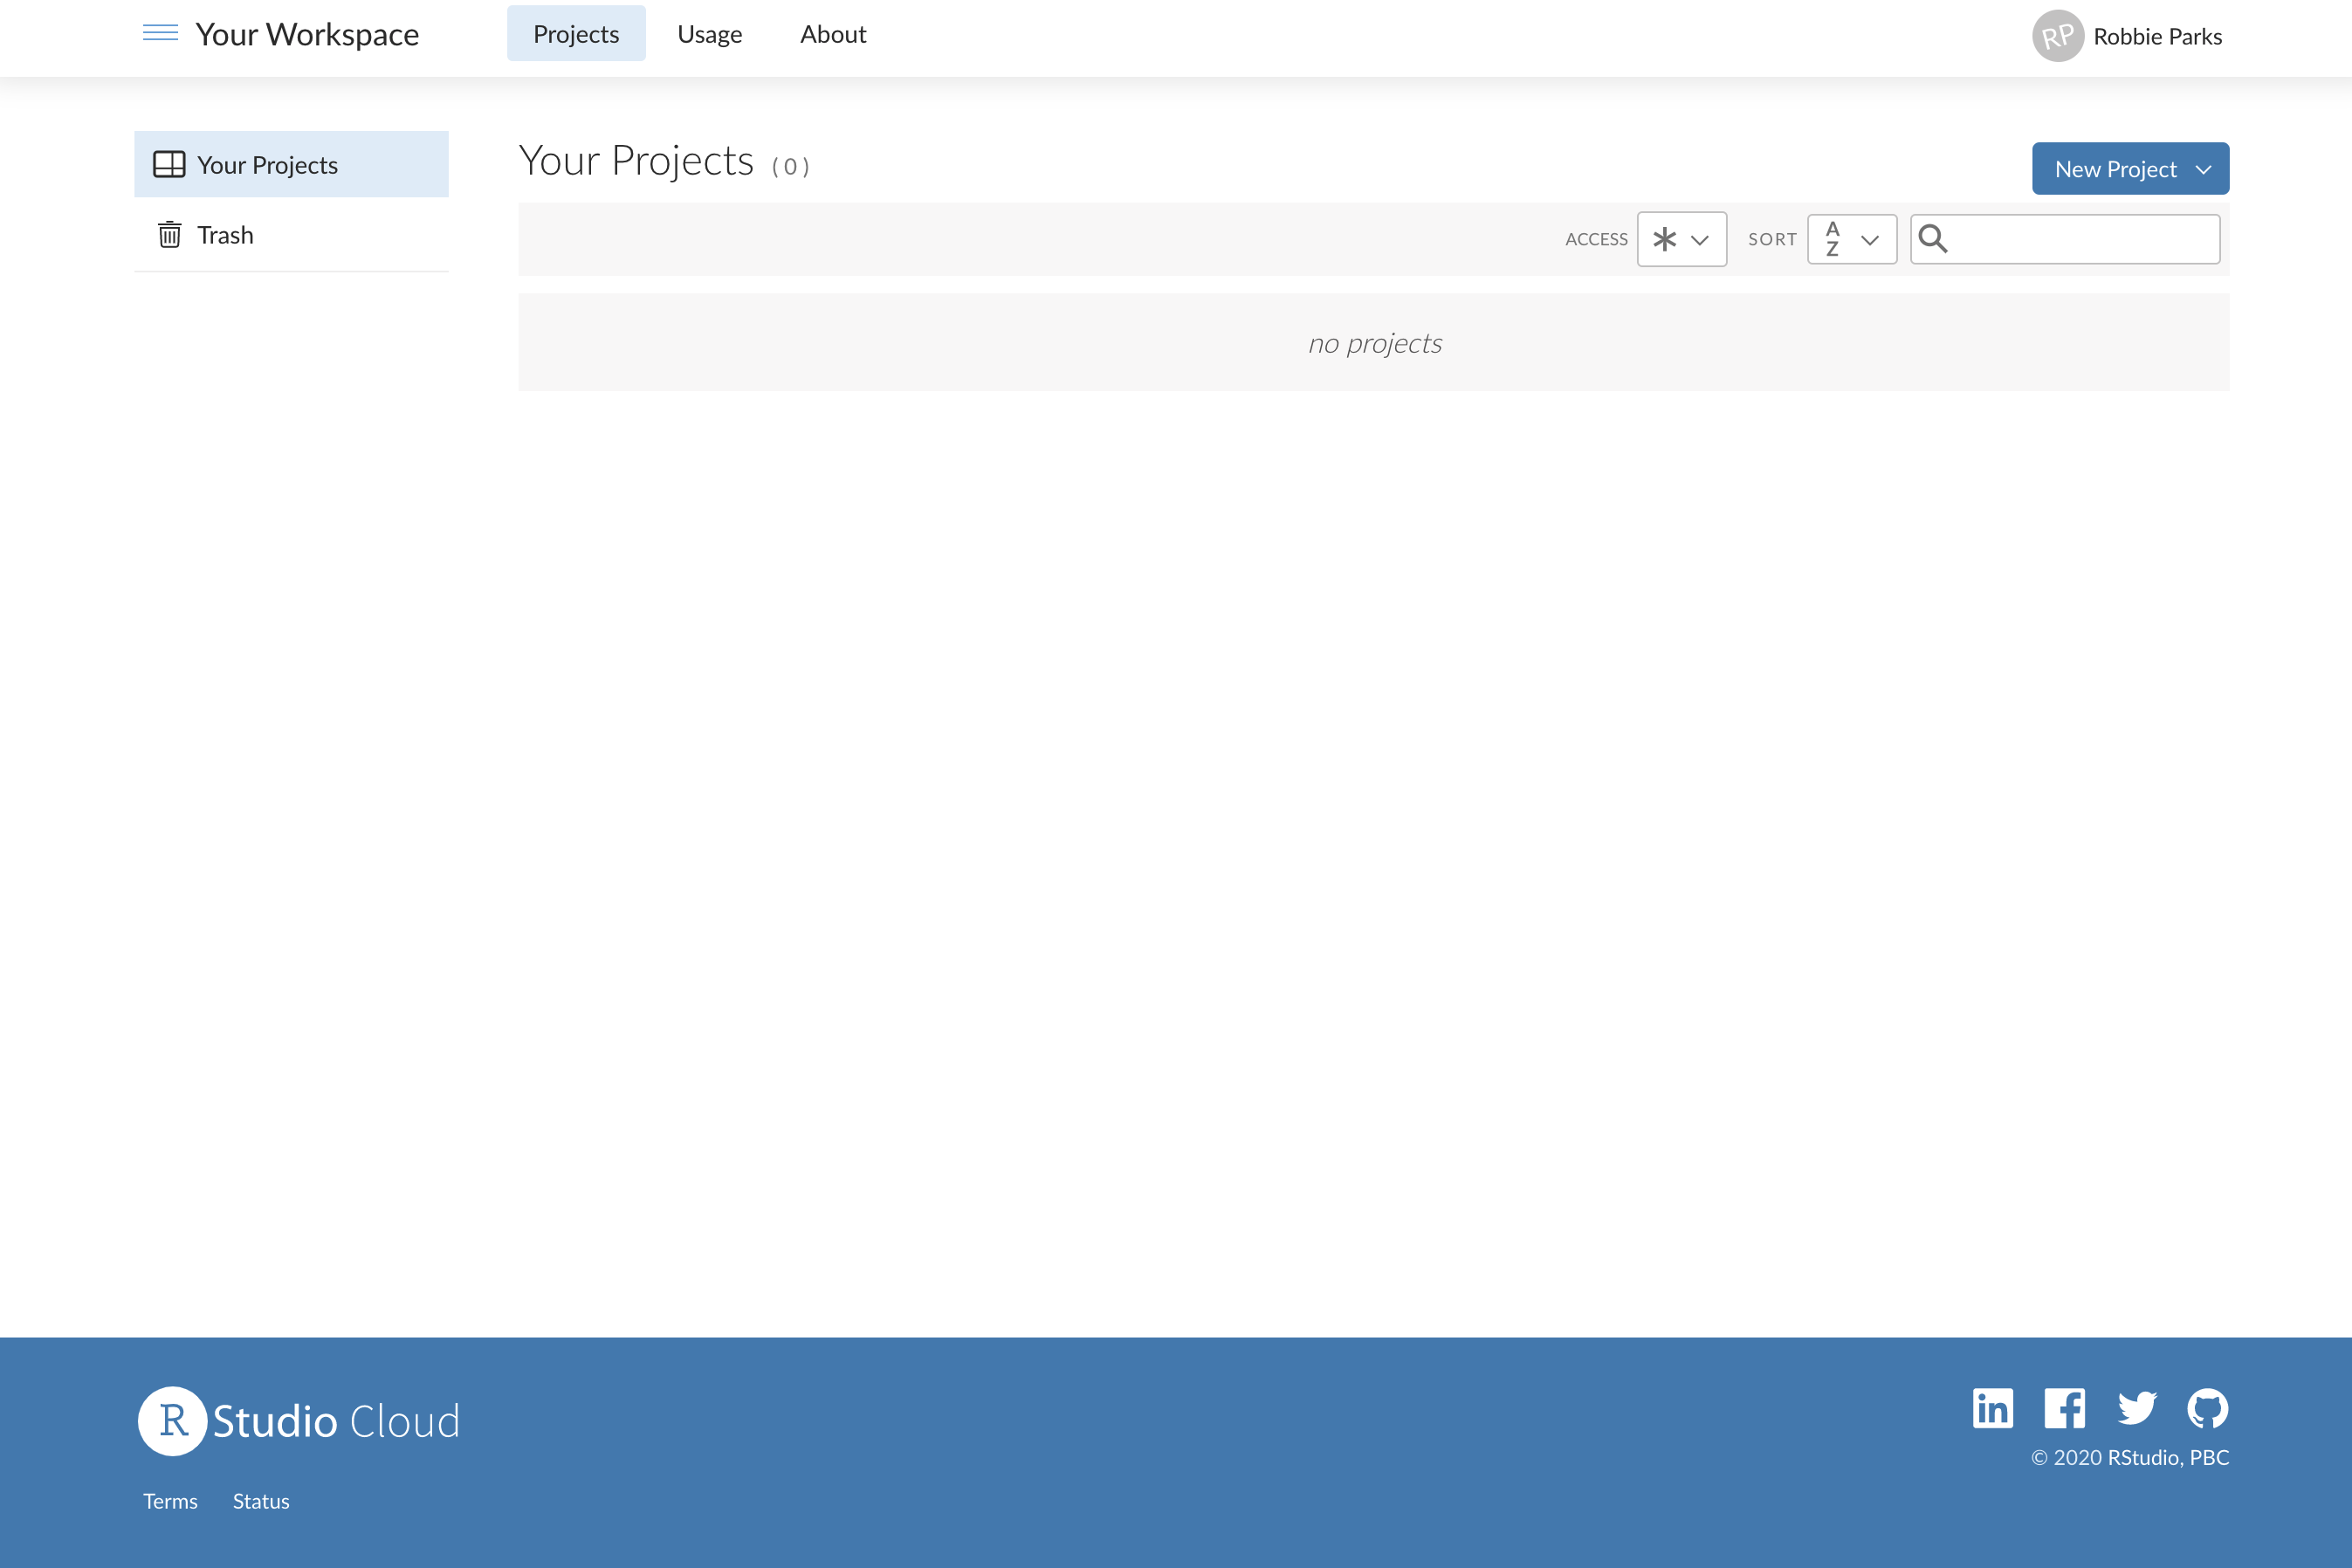 Your Workspace
Projects
Usage
About
RP
Robbie Parks
Your Projects
Trash
Your Projects (0)
New Project
ACCESS
SORT
A
Z
no projects
R Studio Cloud
in
f
© 2020 RStudio, PBC
Terms
Status